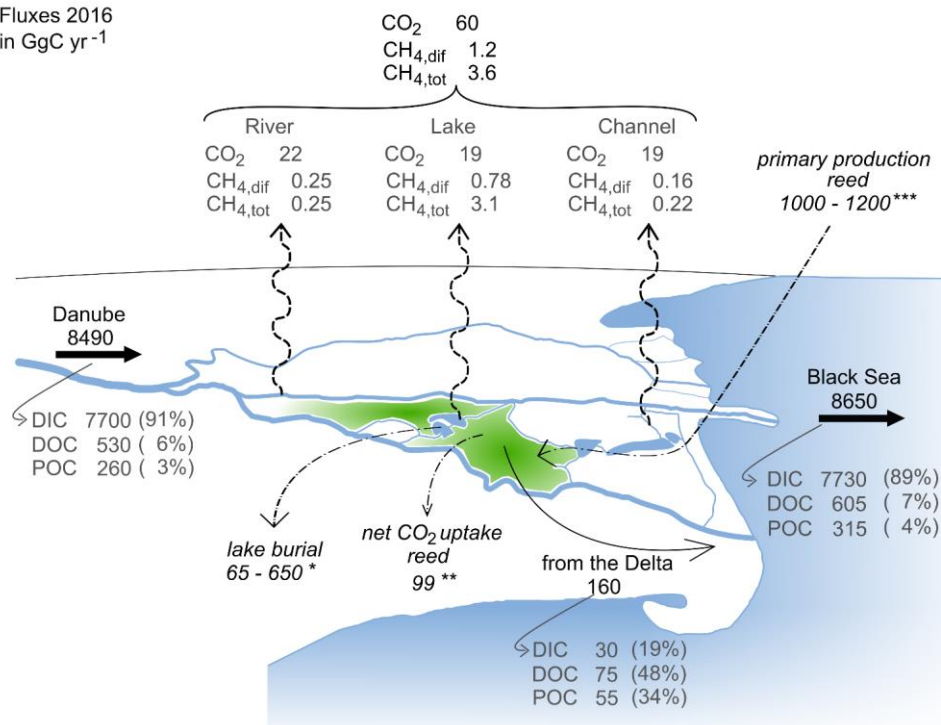 Fluxes 2016
in GgC yr⁻¹
CO₂ 60
CH₄,dif 1.2
CH₄,tot 3.6
River
CO₂ 22
CH₄,dif 0.25
CH₄,tot 0.25
Lake
CO₂ 19
CH₄,dif 0.78
CH₄,tot 3.1
Channel
CO₂ 19
CH₄,dif 0.16
CH₄,tot 0.22
primary production
reed
1000 - 1200***
Danube
8490
DIC 7700 (91%)
DOC 530 ( 6%)
POC 260 ( 3%)
Black Sea
8650
DIC 7730 (89%)
DOC 605 ( 7%)
POC 315 ( 4%)
lake burial
65 - 650 *
net CO₂ uptake
reed
99 **
from the Delta
160
DIC 30 (19%)
DOC 75 (48%)
POC 55 (34%)